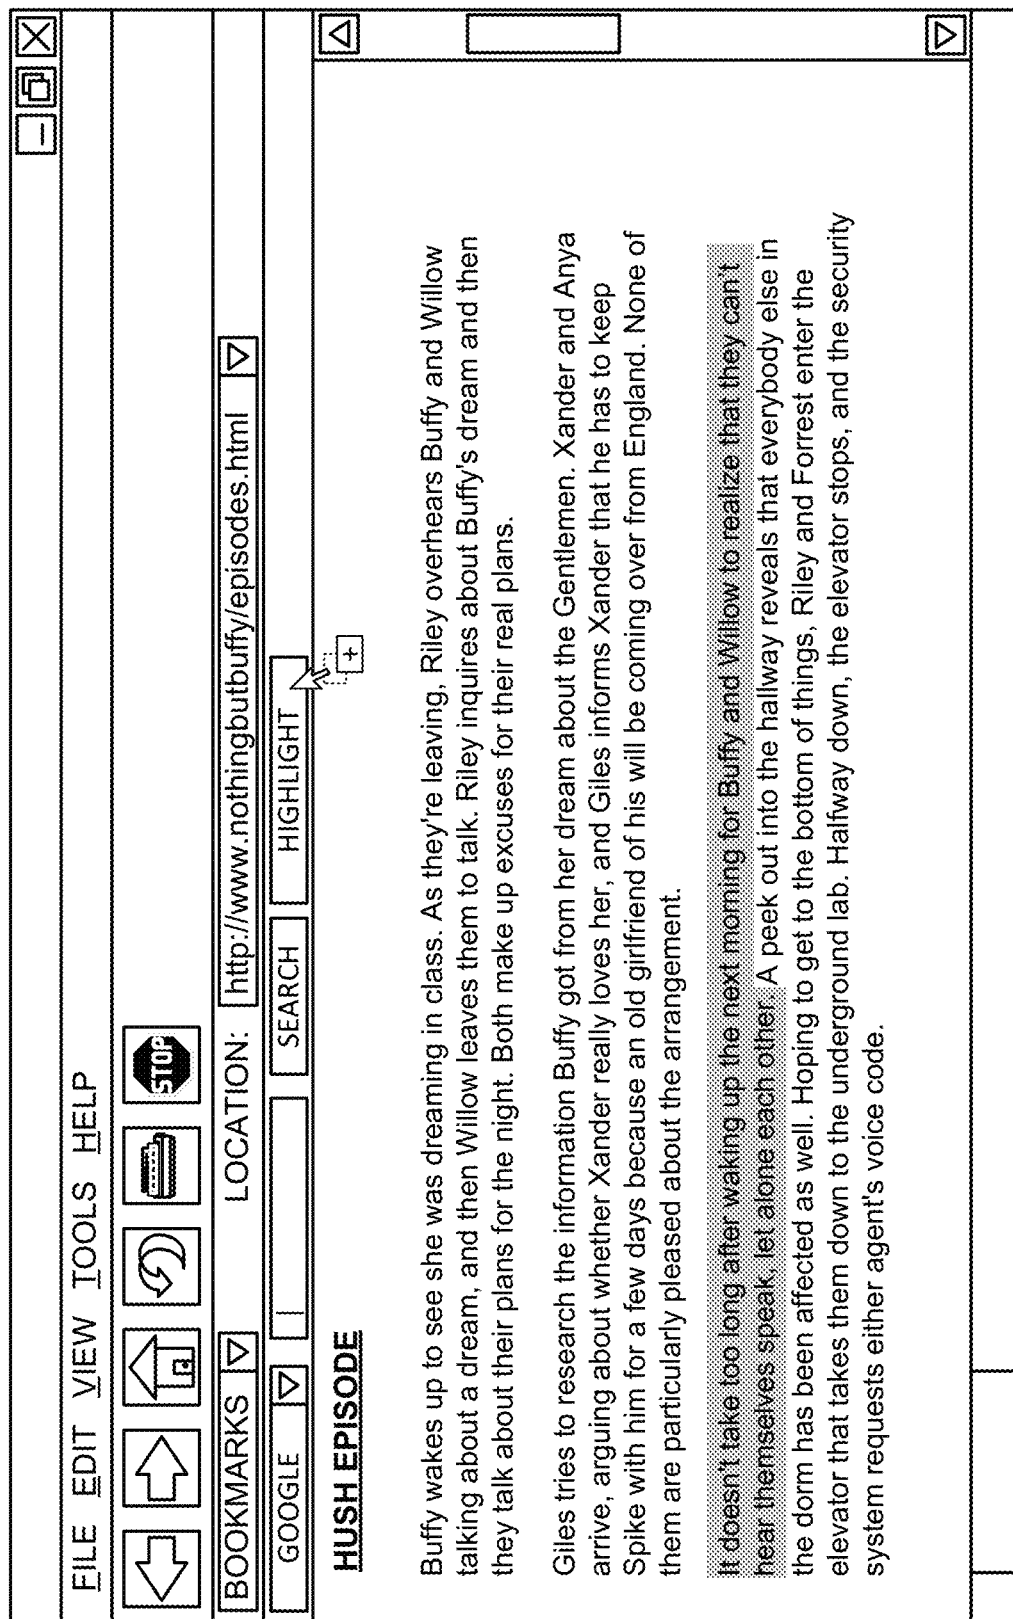 FILE EDIT VIEW TOOLS HELP
STOP
BOOKMARKS LOCATION: http://www.nothingbutbuffy/episodes.html
GOOGLE SEARCH HIGHLIGHT
HUSH EPISODE
Buffy wakes up to see she was dreaming in class. As they're leaving, Riley overhears Buffy and Willow
talking about a dream, and then Willow leaves them to talk. Riley inquires about Buffy's dream and then
they talk about their plans for the night. Both make up excuses for their real plans.
Giles tries to research the information Buffy got from her dream about the Gentlemen. Xander and Anya
arrive, arguing about whether Xander really loves her, and Giles informs Xander that he has to keep
Spike with him for a few days because an old girlfriend of his will be coming over from England. None of
them are particularly pleased about the arrangement.
It doesn't take too long after waking up the next morning for Buffy and Willow to realize that they can't
hear themselves speak, let alone each other. A peek out into the hallway reveals that everybody else in
the dorm has been affected as well. Hoping to get to the bottom of things, Riley and Forrest enter the
elevator that takes them down to the underground lab. Halfway down, the elevator stops, and the security
system requests either agent's voice code.